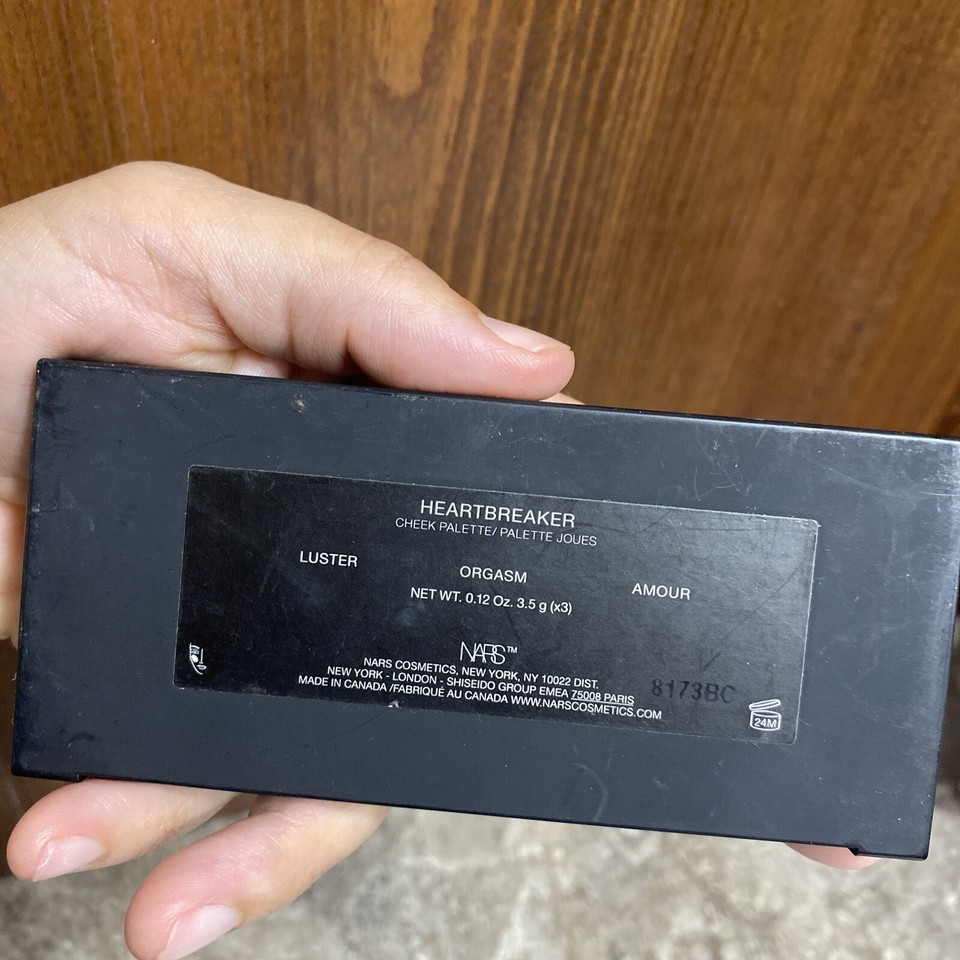 HEARTBREAKER
CHEEK PALETTE/ PALETTE JOUES
LUSTER
ORGASM
AMOUR
NET WT. 0.12 Oz. 3.5 g (x3)
NARS™
NARS COSMETICS, NEW YORK, NY 10022 DIST.
NEW YORK - LONDON - SHISEIDO GROUP EMEA 75008 PARIS
MADE IN CANADA /FABRIQUÉ AU CANADA WWW.NARSCOSMETICS.COM
8173BC
24M